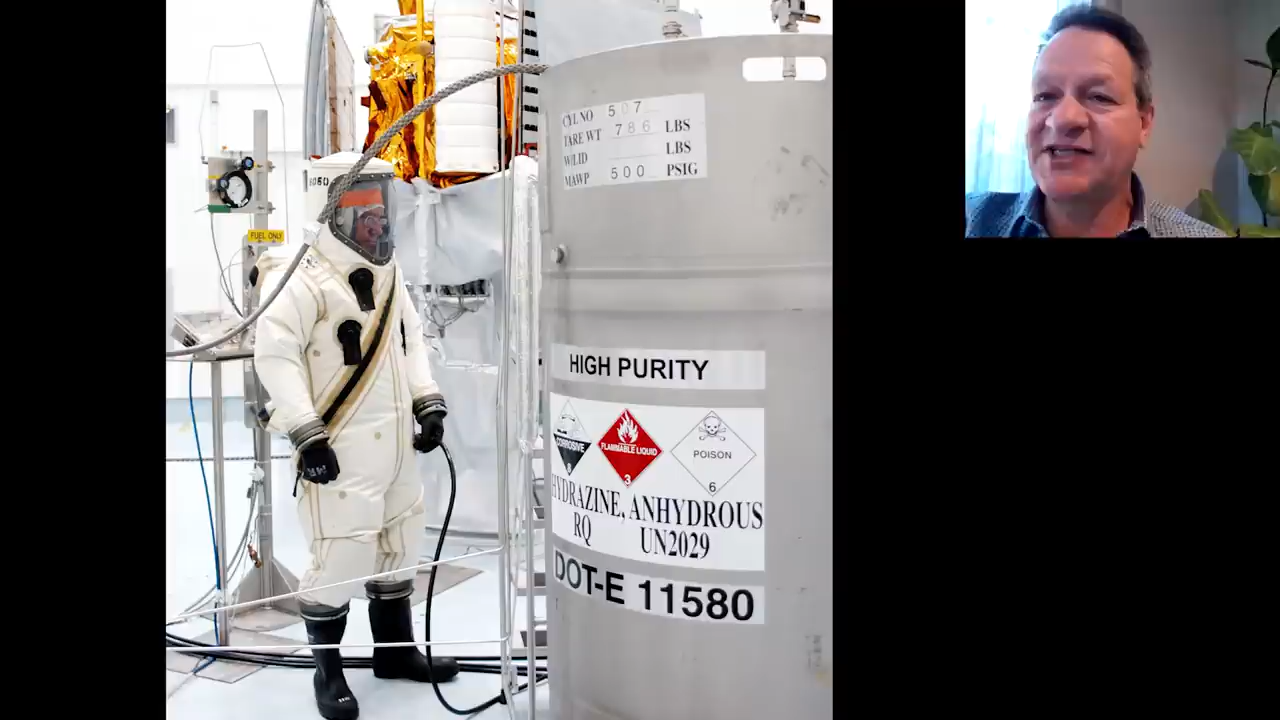 CYL NO 507
TARE WT 786 LBS
W/LID LBS
MAWP 500 PSIG
FUEL ONLY
HIGH PURITY
CORROSIVE
8
FLAMMABLE LIQUID
3
POISON
6
HYDRAZINE, ANHYDROUS
RQ UN2029
DOT-E 11580